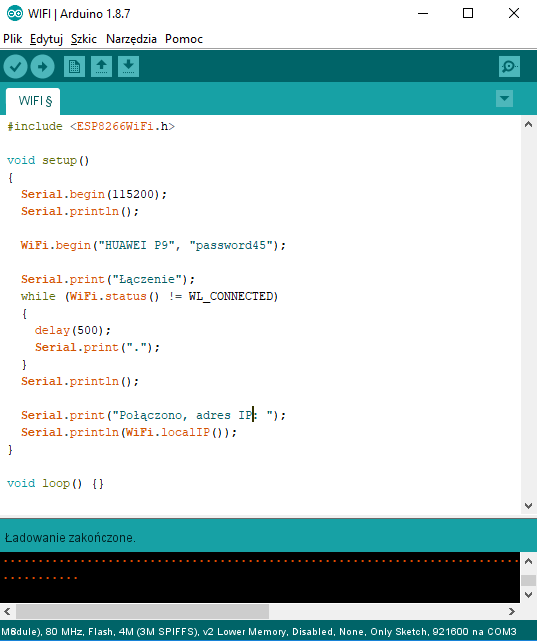 WIFI | Arduino 1.8.7
Plik Edytuj Szkic Narzędzia Pomoc
WIFI §
#include <ESP8266WiFi.h>
void setup()
{
Serial.begin(115200);
Serial.println();
WiFi.begin("HUAWEI P9", "password45");
Serial.print("Łączenie");
while (WiFi.status() != WL_CONNECTED)
{
delay(500);
Serial.print(".");
}
Serial.println();
Serial.print("Połączono, adres IP: ");
Serial.println(WiFi.localIP());
}
void loop() {}
Ładowanie zakończone.
dule), 80 MHz, Flash, 4M (3M SPIFFS), v2 Lower Memory, Disabled, None, Only Sketch, 921600 na COM3